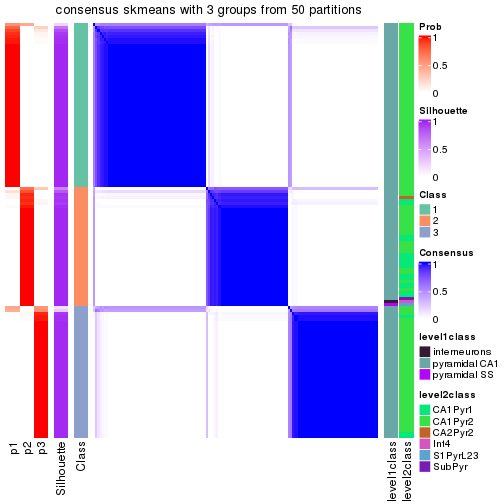 consensus skmeans with 3 groups from 50 partitions
Prob
1
0.5
0
Silhouette
1
0.5
0
Class
1
2
3
Consensus
1
0.5
0
level1class
interneurons
pyramidal CA1
pyramidal SS
level2class
CA1Pyr1
CA1Pyr2
CA2Pyr2
Int4
S1PyrL23
SubPyr
p1
p2
p3
Silhouette
Class
level1class
level2class